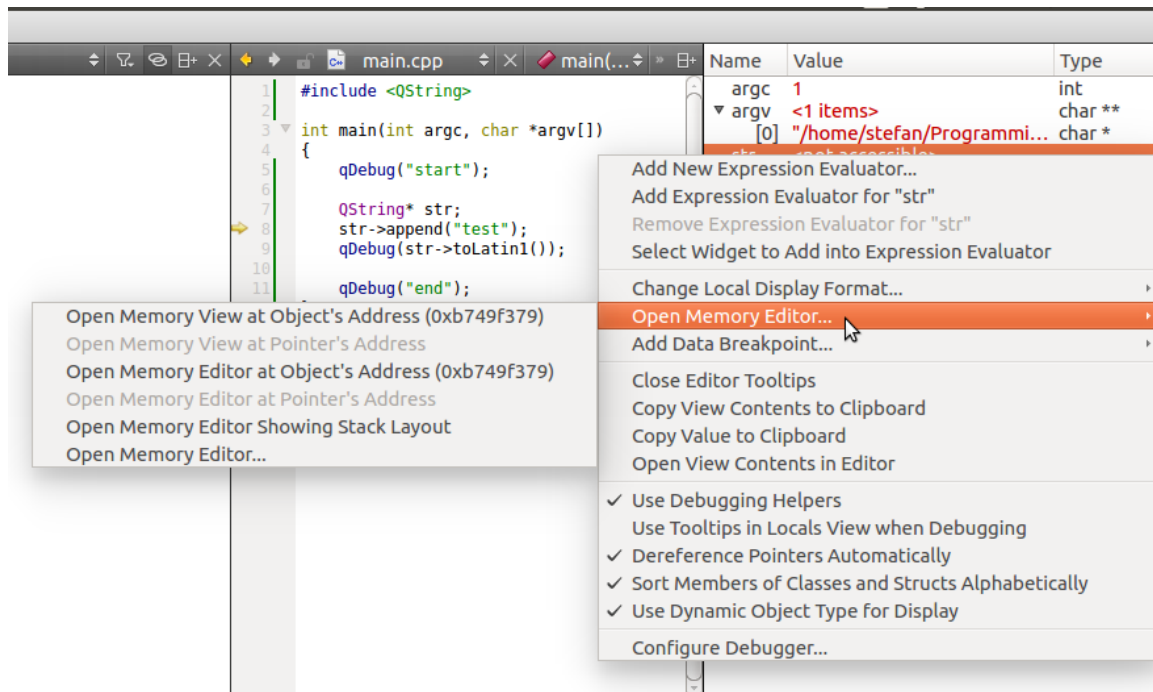 main.cpp
main(...
Name Value Type
1 #include <QString>
2
3 int main(int argc, char *argv[])
4 {
5 qDebug("start");
6
7 QString* str;
8 str->append("test");
9 qDebug(str->toLatin1());
10
11 qDebug("end");
argc 1 int
argv <1 items> char **
[0] "/home/stefan/Programmi... char *
str <not accessible>
Add New Expression Evaluator...
Add Expression Evaluator for "str"
Remove Expression Evaluator for "str"
Select Widget to Add into Expression Evaluator
Change Local Display Format...
Open Memory Editor...
Add Data Breakpoint...
Close Editor Tooltips
Copy View Contents to Clipboard
Copy Value to Clipboard
Open View Contents in Editor
Use Debugging Helpers
Use Tooltips in Locals View when Debugging
Dereference Pointers Automatically
Sort Members of Classes and Structs Alphabetically
Use Dynamic Object Type for Display
Configure Debugger...
Open Memory View at Object's Address (0xb749f379)
Open Memory View at Pointer's Address
Open Memory Editor at Object's Address (0xb749f379)
Open Memory Editor at Pointer's Address
Open Memory Editor Showing Stack Layout
Open Memory Editor...